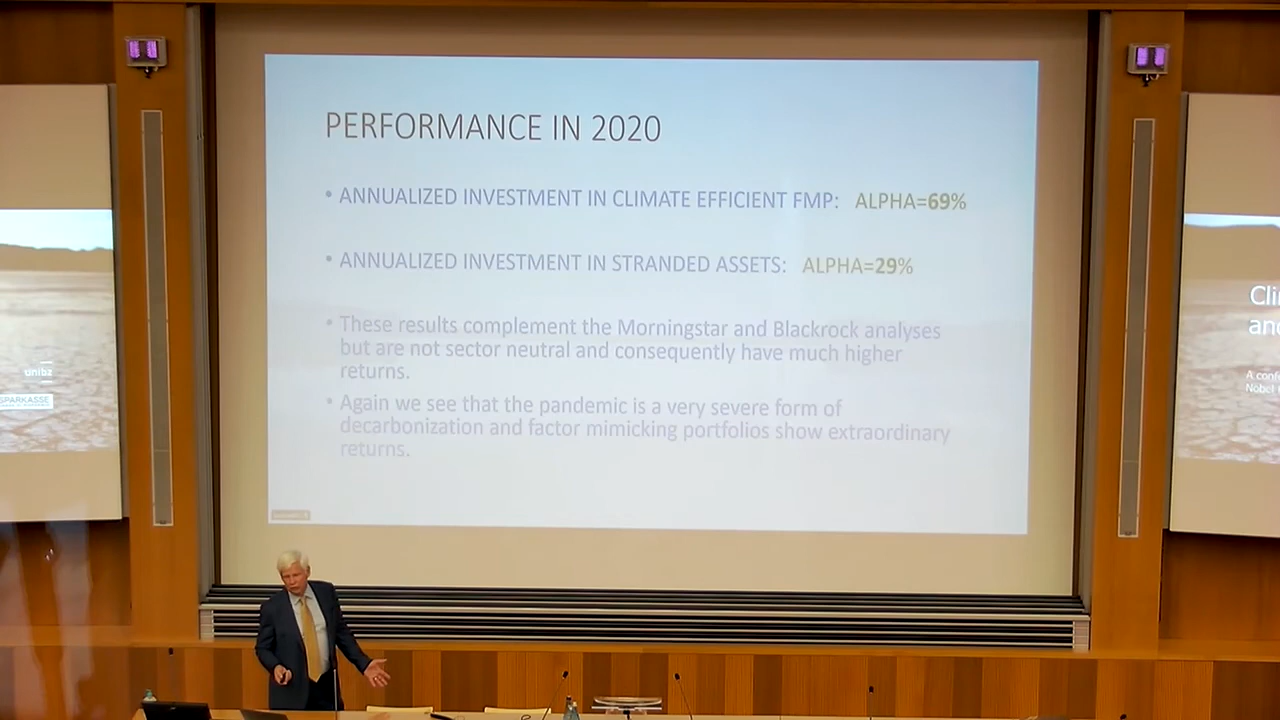 PERFORMANCE IN 2020
• ANNUALIZED INVESTMENT IN CLIMATE EFFICIENT FMP: ALPHA=69%
• ANNUALIZED INVESTMENT IN STRANDED ASSETS: ALPHA=29%
• These results complement the Morningstar and Blackrock analyses
but are not sector neutral and consequently have much higher
returns.
• Again we see that the pandemic is a very severe form of
decarbonization and factor mimicking portfolios show extraordinary
returns.
unibz
SPARKASSE
Cli
and
A conf
Nobel